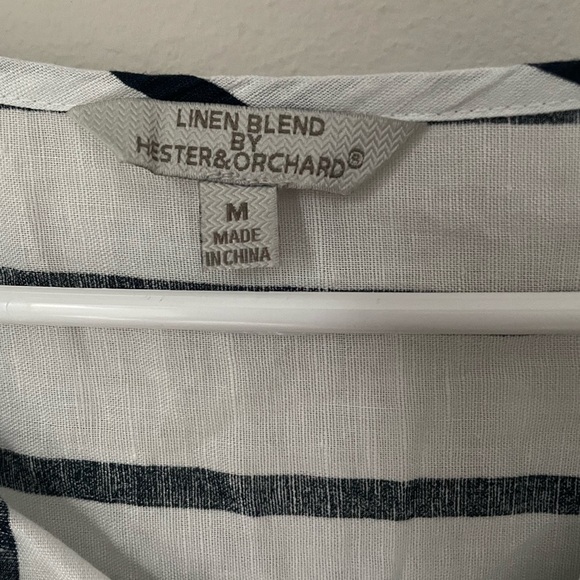 LINEN BLEND
BY
HESTER&ORCHARD®
M
MADE
IN CHINA